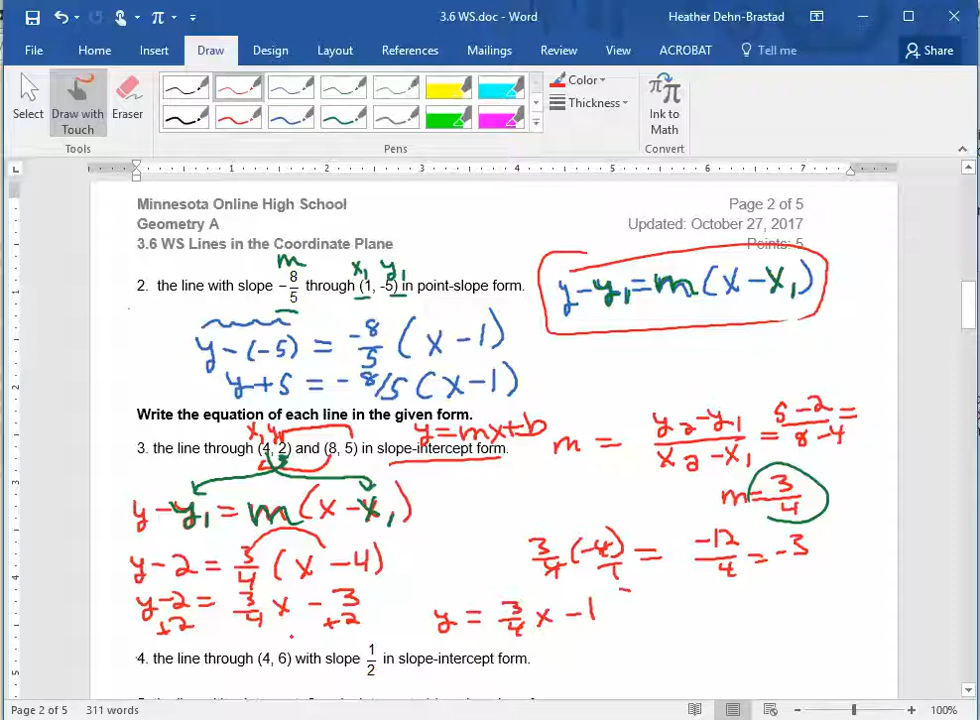 3.6 WS.doc - Word
Heather Dehn-Brastad
File Home Insert Draw Design Layout References Mailings Review View ACROBAT Tell me Share
Select
Draw with Touch
Eraser
Color
Thickness
Ink to Math
Tools
Pens
Convert
1 2 3 4 5 6 7
Minnesota Online High School
Page 2 of 5
Geometry A
Updated: October 27, 2017
3.6 WS Lines in the Coordinate Plane
Points: 5
m
x₁ y₁
2. the line with slope −8/5 through (1, -5) in point-slope form.
y-y₁=m(x-x₁)
y-(-5) = -8/5 (x-1)
y+5 = -8/5(x-1)
Write the equation of each line in the given form.
x₁ y₁
y=mx+b
3. the line through (4, 2) and (8, 5) in slope-intercept form.
m = y2-y1/x2-x1 = 5-2/8-4 =
m=3/4
y-y₁=m(x-x₁)
y-2=3/4(x-4)
3/4(-4)/1 = -12/4=-3
y-2=3/4x-3
+2 +2
y=3/4x-1
4. the line through (4, 6) with slope 1/2 in slope-intercept form.
Page 2 of 5 311 words
100%